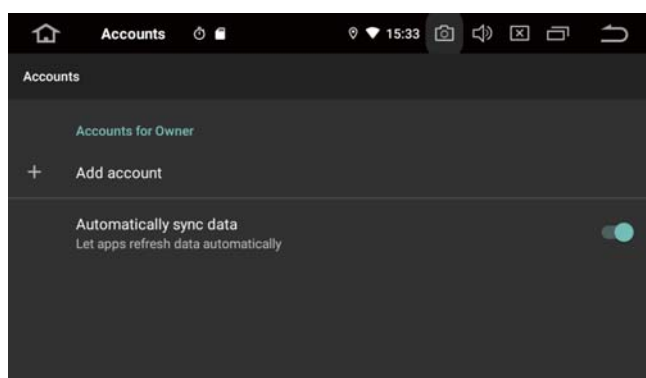 Accounts
15:33
Accounts
Accounts for Owner
Add account
Automatically sync data
Let apps refresh data automatically